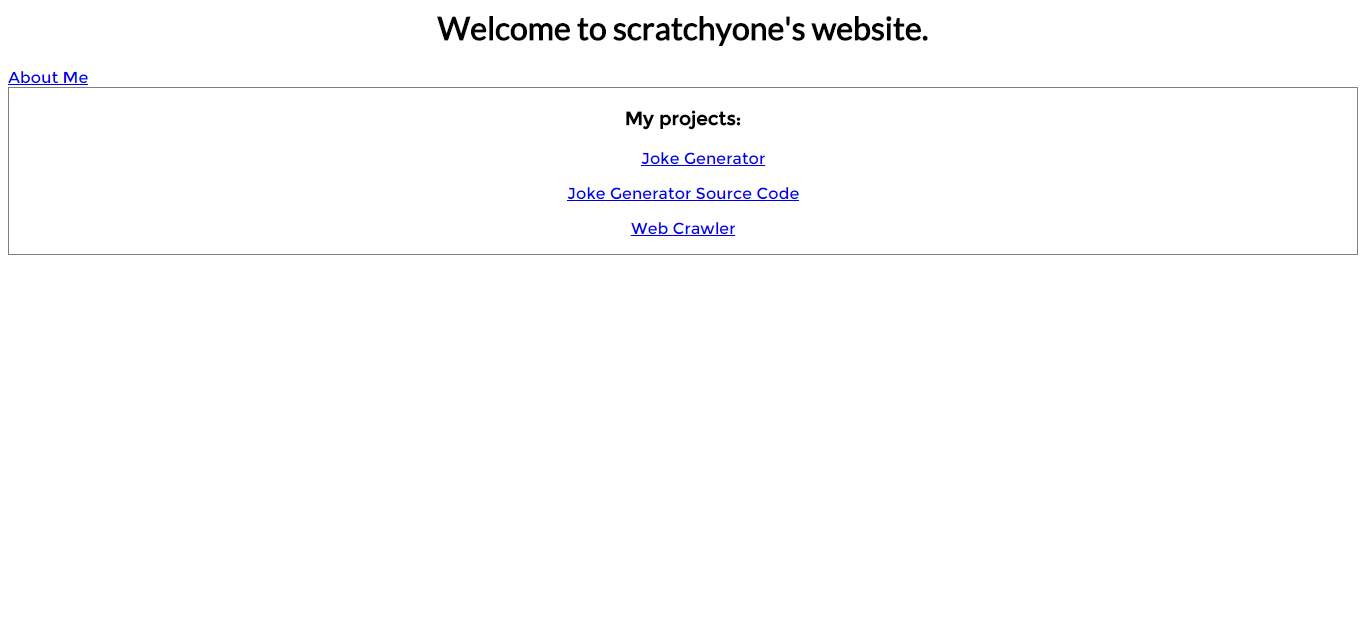 Welcome to scratchyone's website.
About Me
My projects:
Joke Generator
Joke Generator Source Code
Web Crawler